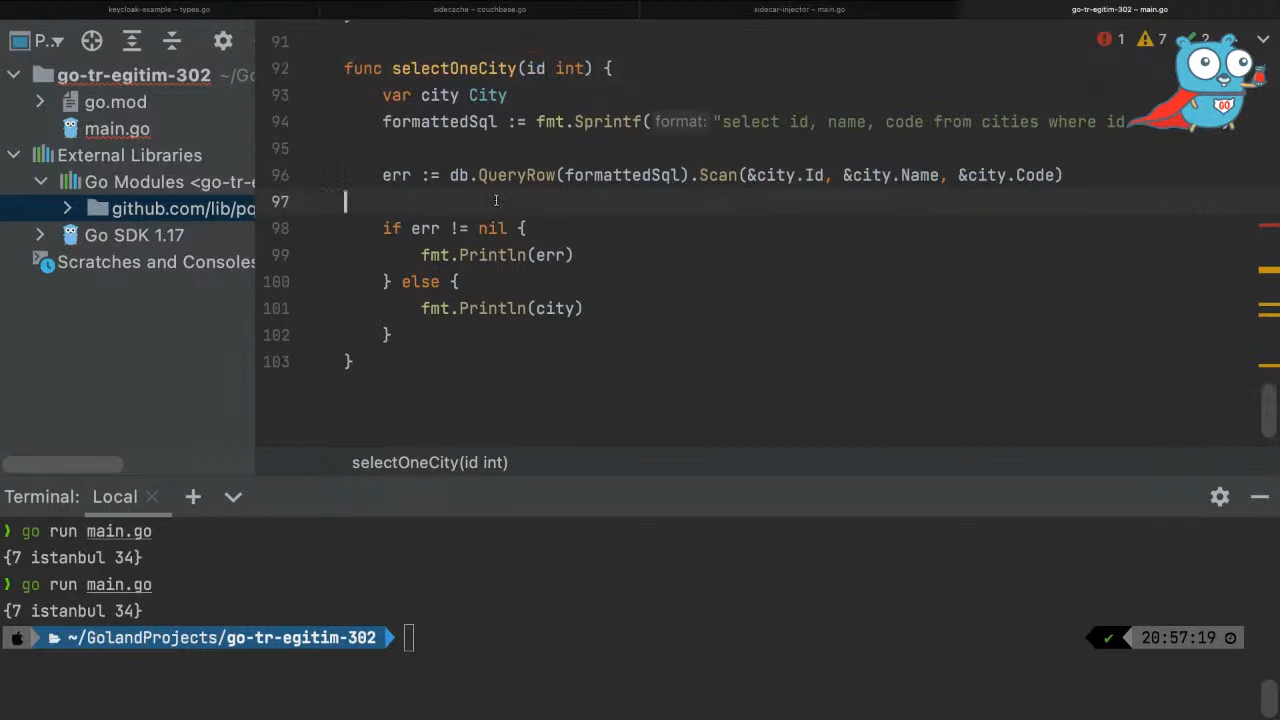 keycloak-example – types.go
sidecache – couchbase.go
sidecar-injector – main.go
go-tr-egitim-302 – main.go
P..
1 7 2
go-tr-egitim-302 ~/Go
go.mod
main.go
External Libraries
Go Modules <go-tr-e
github.com/lib/pq
Go SDK 1.17
Scratches and Consoles
91
92 func selectOneCity(id int) {
93 var city City
94 formattedSql := fmt.Sprintf( format: "select id, name, code from cities where id
95
96 err := db.QueryRow(formattedSql).Scan(&city.Id, &city.Name, &city.Code)
97
98 if err != nil {
99 fmt.Println(err)
100 } else {
101 fmt.Println(city)
102 }
103 }
GO
selectOneCity(id int)
Terminal: Local
❯ go run main.go
{7 istanbul 34}
❯ go run main.go
{7 istanbul 34}
~/GolandProjects/go-tr-egitim-302
✔ 20:57:19